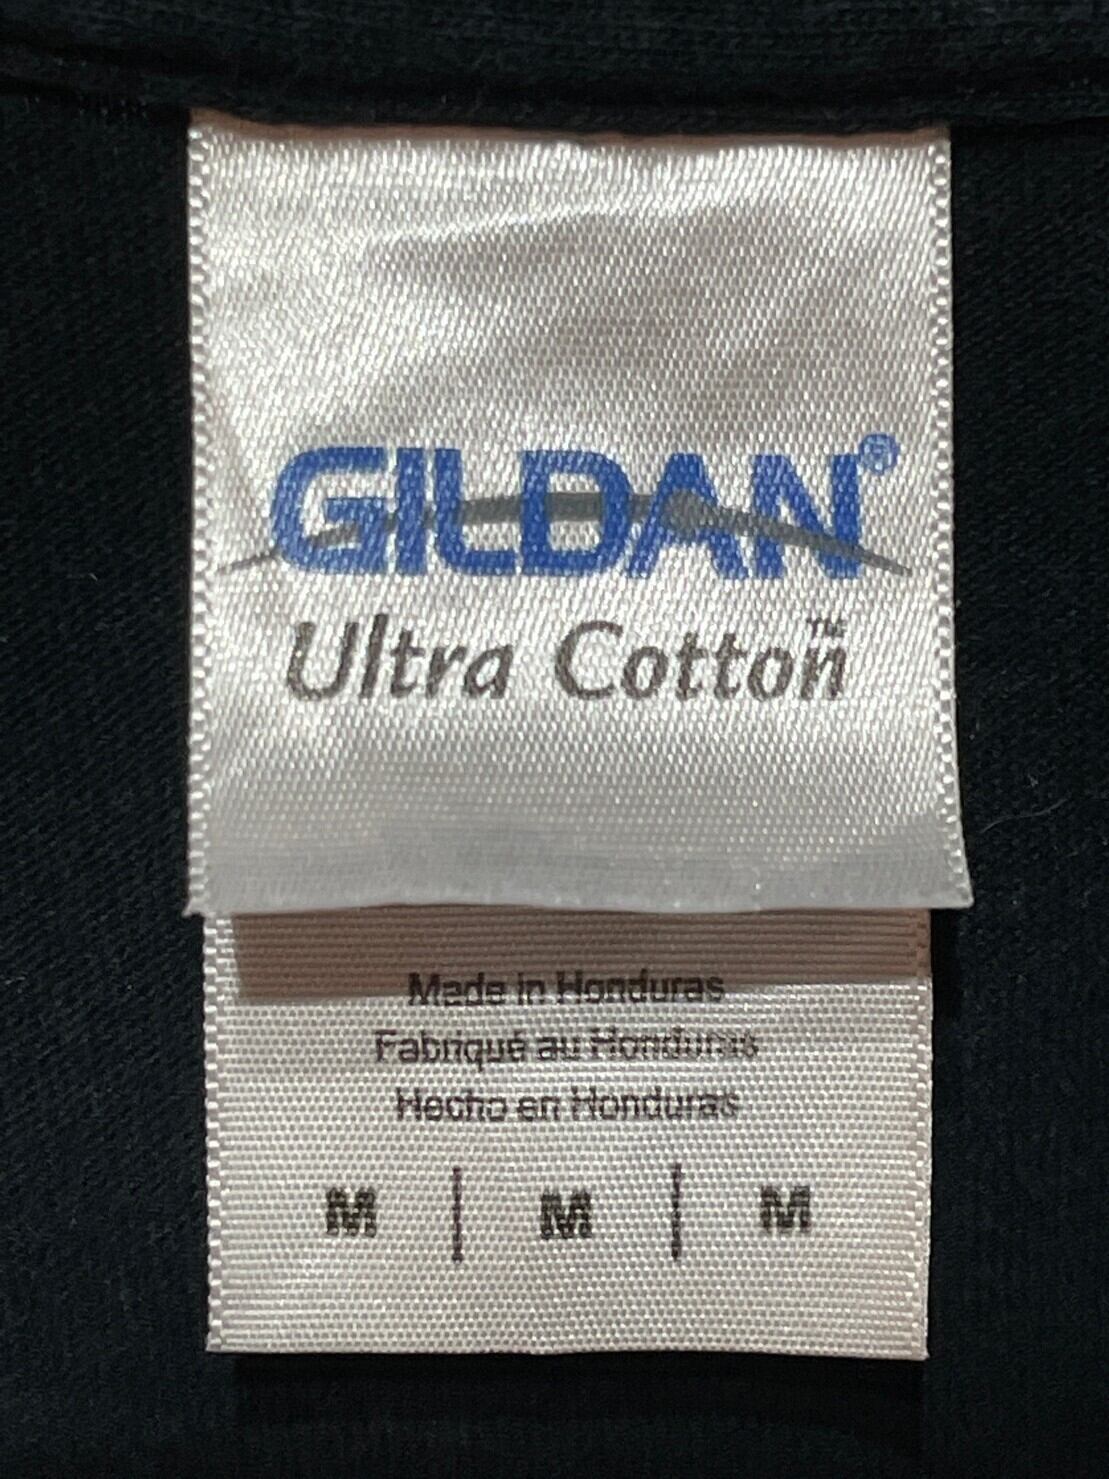 GILDAN®
Ultra Cotton™
Made in Honduras
Fabriqué au Honduras
Hecho en Honduras
M | M | M